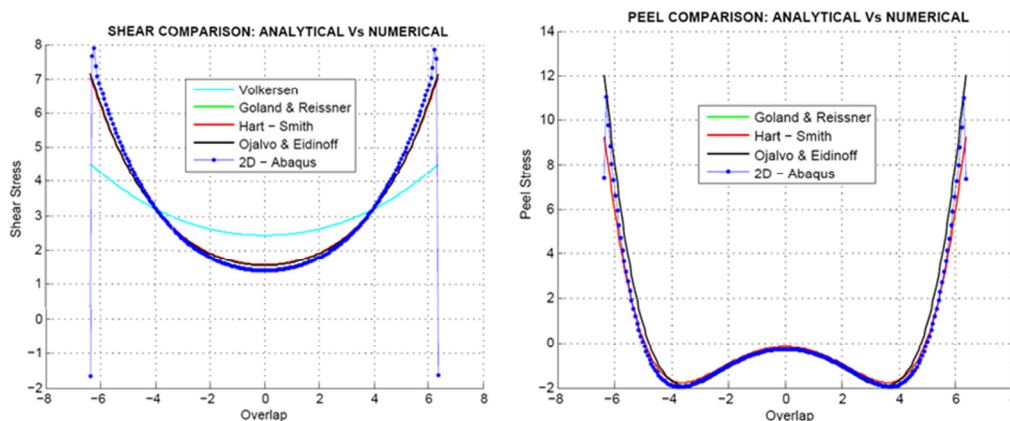 SHEAR COMPARISON: ANALYTICAL Vs NUMERICAL
8
7
6
5
4
3
2
1
0
−1
−2
Shear Stress
Volkersen
Goland & Reissner
Hart − Smith
Ojalvo & Eidinoff
2D − Abaqus
−8 −6 −4 −2 0 2 4 6 8
Overlap
PEEL COMPARISON: ANALYTICAL Vs NUMERICAL
14
12
10
8
6
4
2
0
−2
Peel Stress
Goland & Reissner
Hart − Smith
Ojalvo & Eidinoff
2D − Abaqus
−8 −6 −4 −2 0 2 4 6 8
Overlap